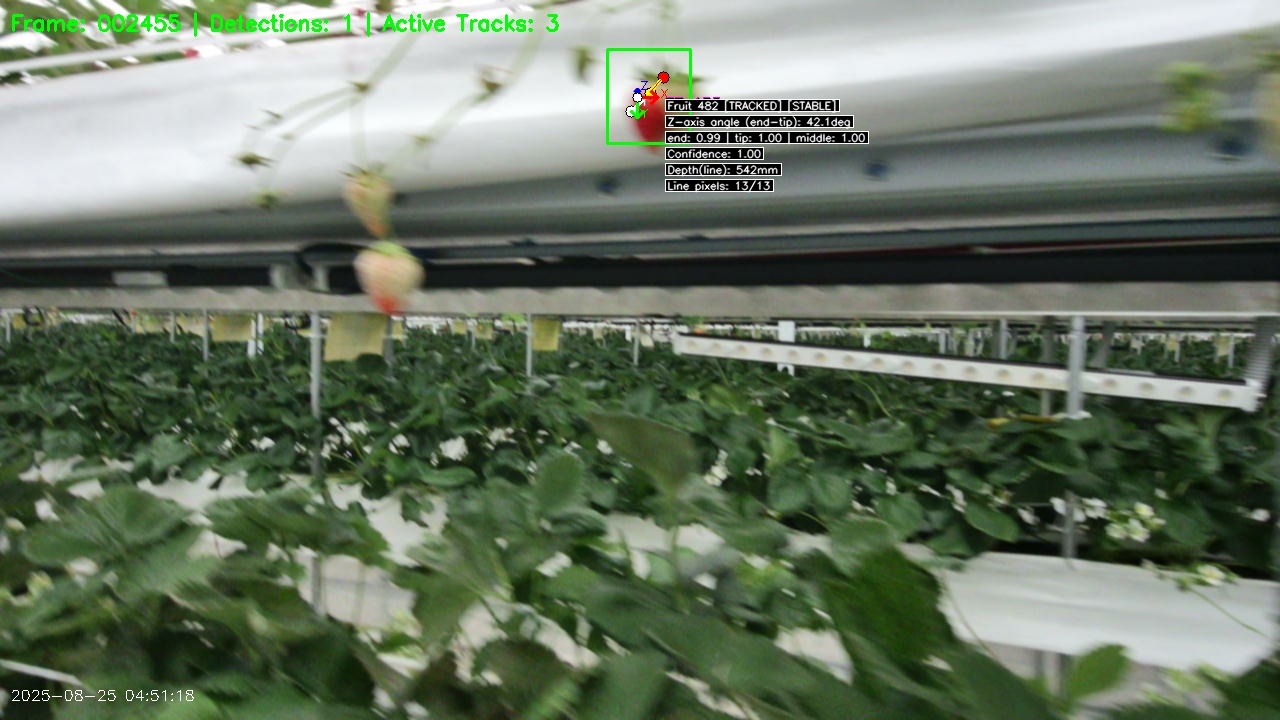 Frame: 002455 | Detections: 1 | Active Tracks: 3
Z
X
Fruit 482 [TRACKED] [STABLE]
Z-axis angle (end-tip): 42.1deg
end: 0.99 | tip: 1.00 | middle: 1.00
Confidence: 1.00
Depth(line): 542mm
Line pixels: 13/13
2025-08-25 04:51:18